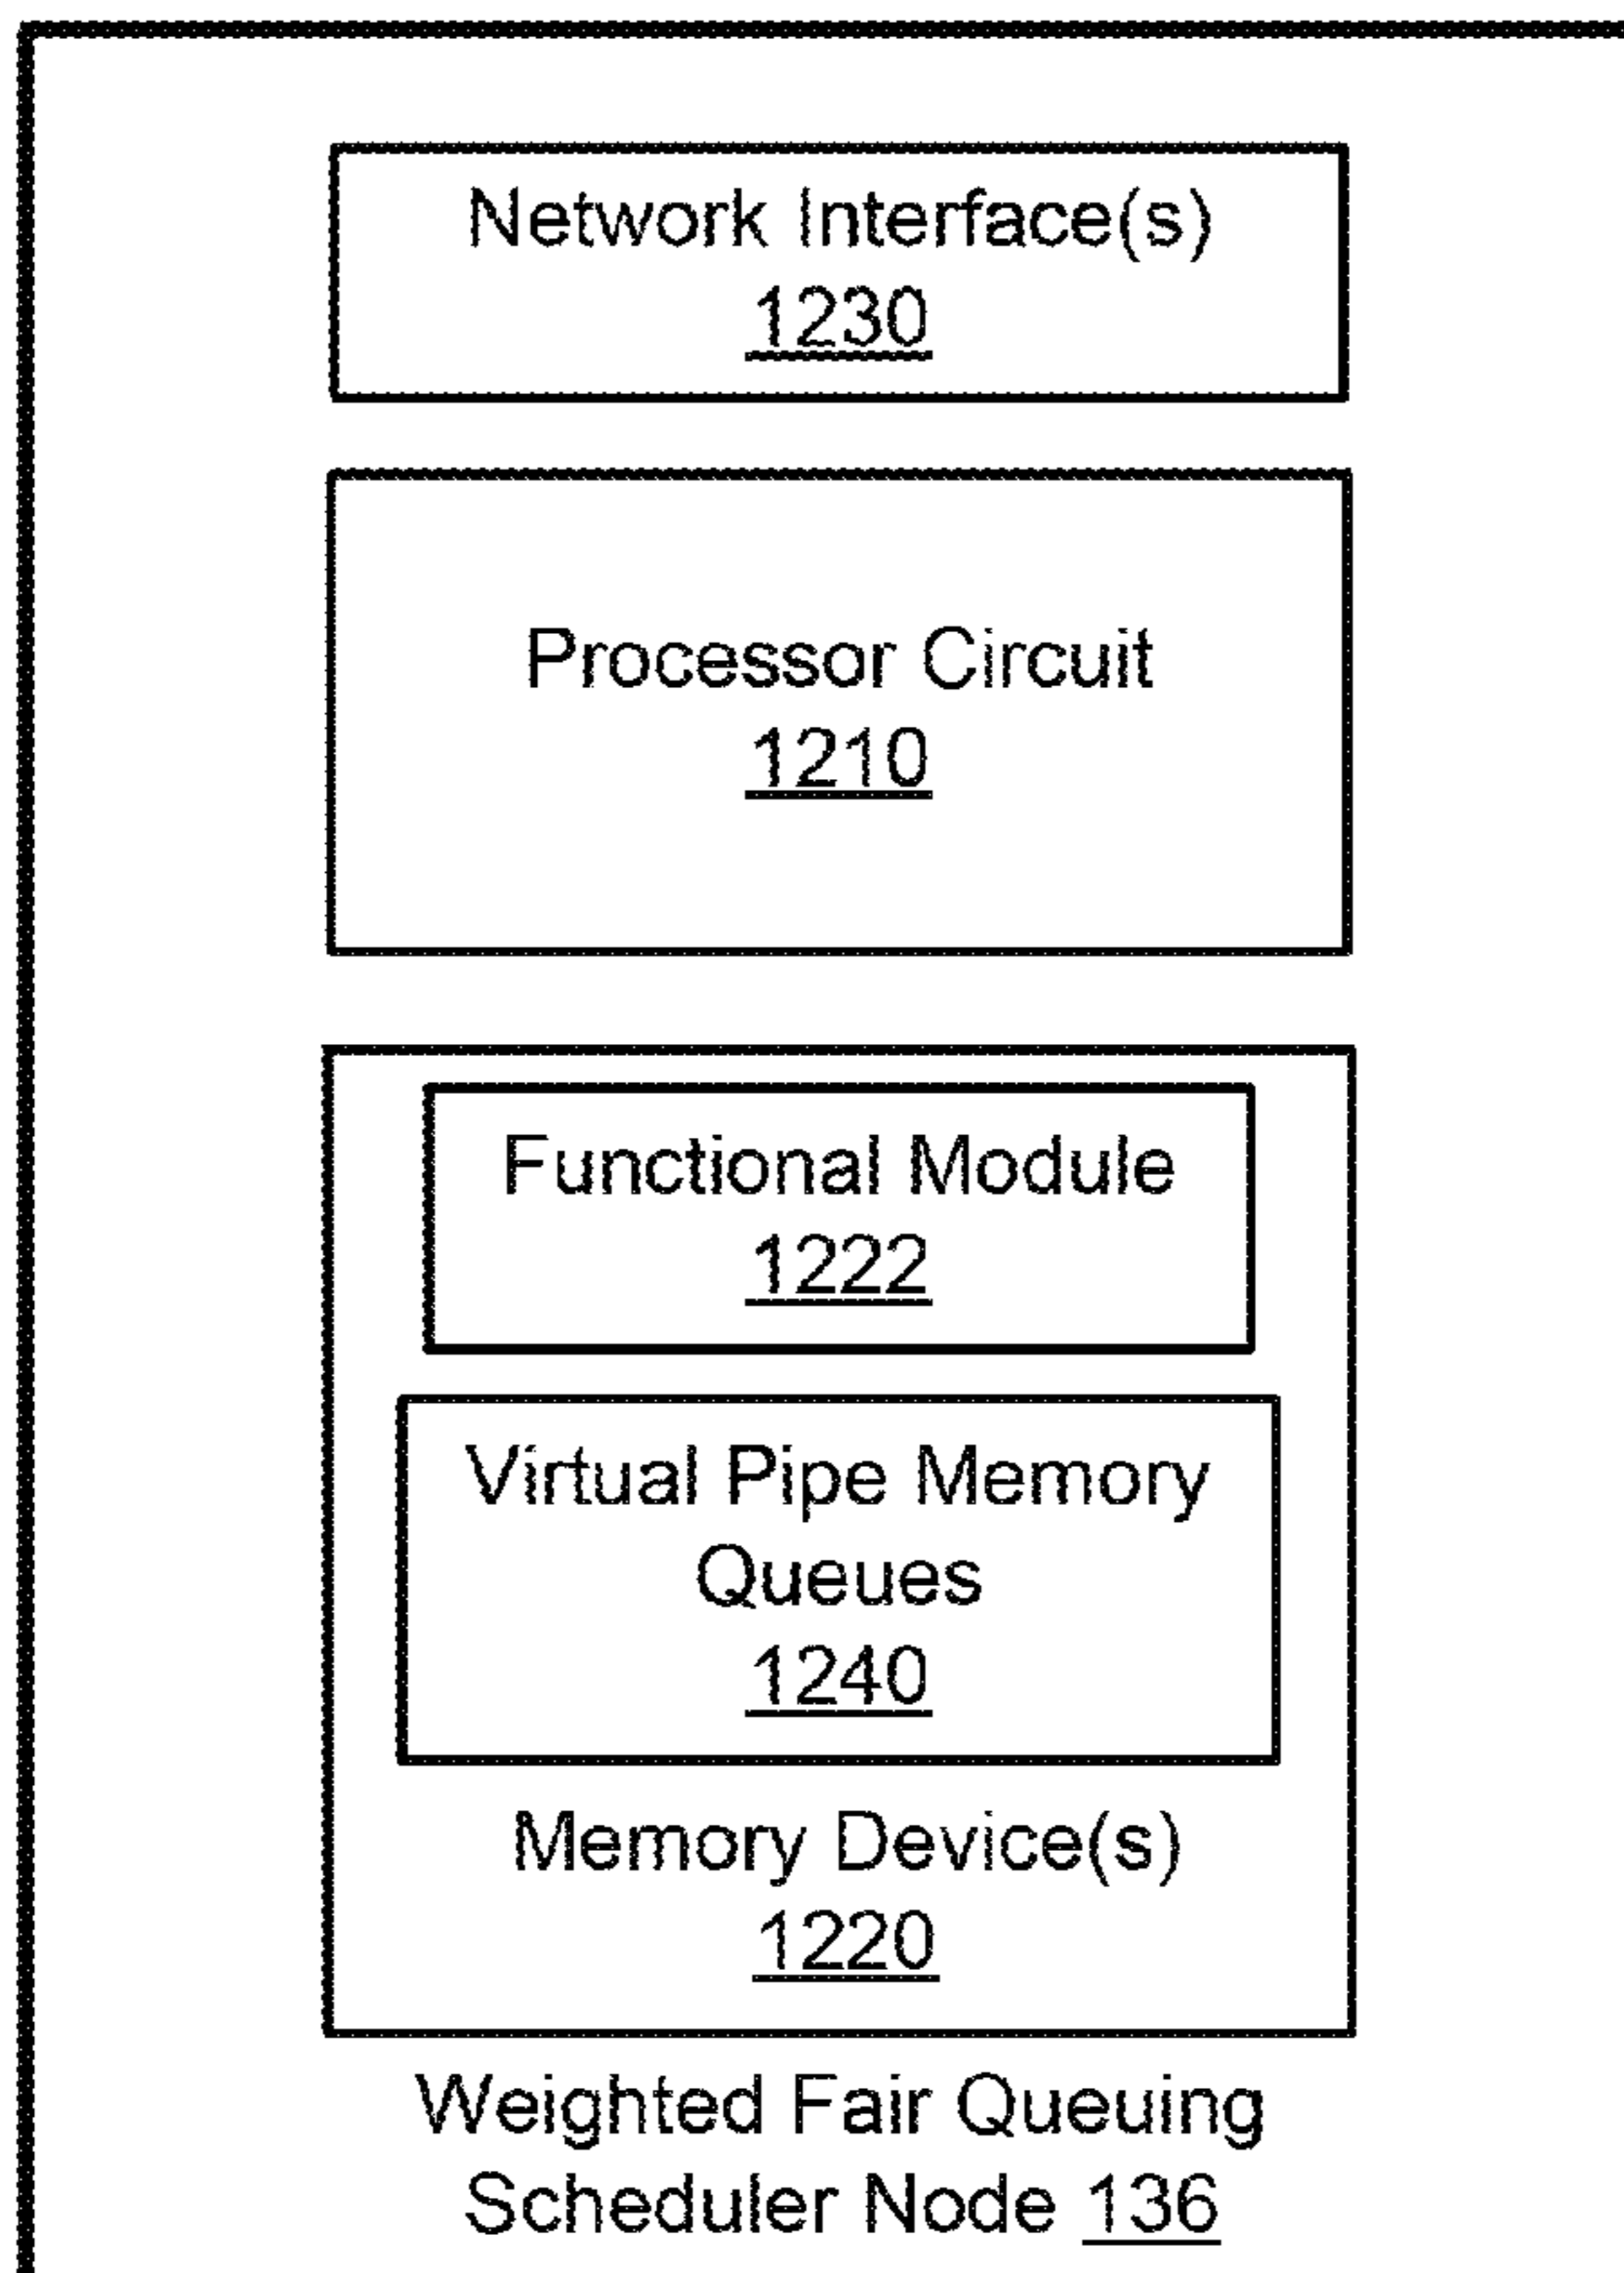 Network Interface(s)
1230
Processor Circuit
1210
Functional Module
1222
Virtual Pipe Memory
Queues
1240
Memory Device(s)
1220
Weighted Fair Queuing
Scheduler Node 136